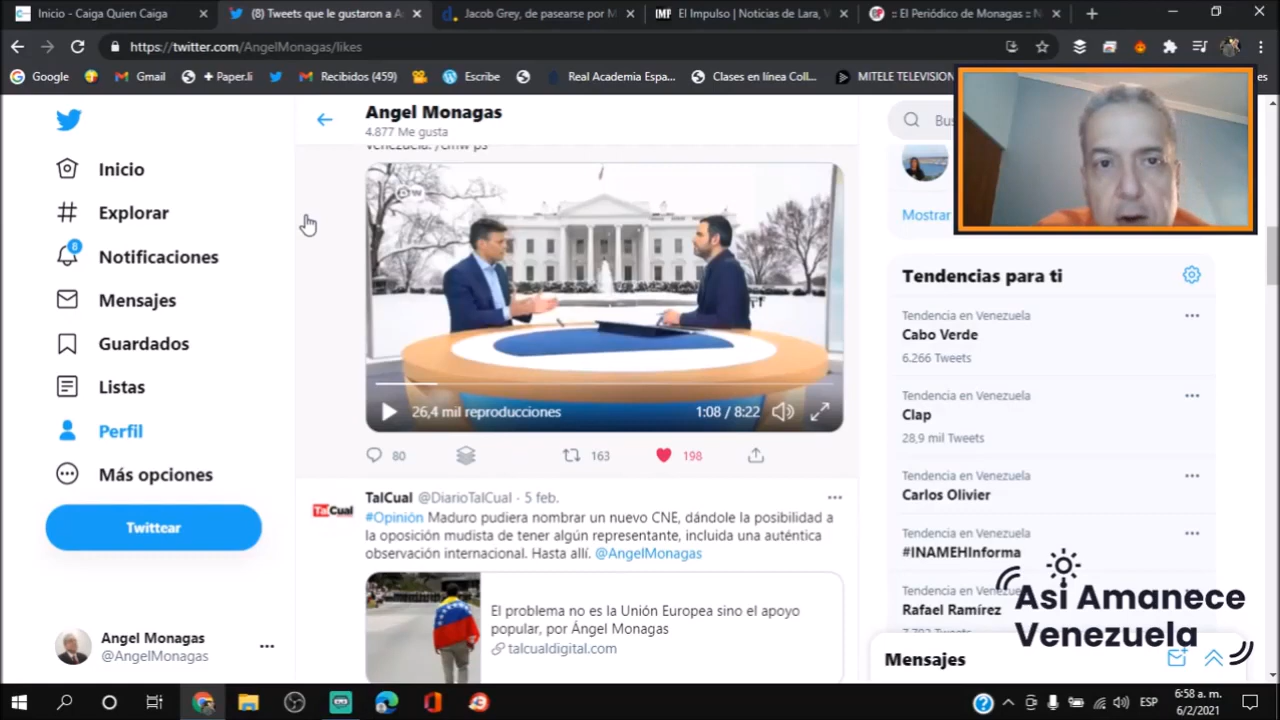 Inicio - Caiga Quien Caiga
(8) Tweets que le gustaron a A
Jacob Grey, de pasearse por M
El Impulso | Noticias de Lara, V
:: El Periódico de Monagas :: N
https://twitter.com/AngelMonagas/likes
Google
Gmail
+ Paper.li
Recibidos (459)
Escribe
Real Academia Espa...
Clases en línea Coll...
MITELE TELEVISION
es
Inicio
Explorar
8
Notificaciones
Mensajes
Guardados
Listas
Perfil
Más opciones
Twittear
Angel Monagas
@AngelMonagas
Angel Monagas
4.877 Me gusta
26,4 mil reproducciones
1:08 / 8:22
80
163
198
TalCual
TalCual @DiarioTalCual · 5 feb.
#Opinión Maduro pudiera nombrar un nuevo CNE, dándole la posibilidad a
la oposición mudista de tener algún representante, incluida una auténtica
observación internacional. Hasta allí. @AngelMonagas
El problema no es la Unión Europea sino el apoyo
popular, por Ángel Monagas
talcualdigital.com
Bus
Mostrar
Tendencias para ti
Tendencia en Venezuela
Cabo Verde
6.266 Tweets
Tendencia en Venezuela
Clap
28,9 mil Tweets
Tendencia en Venezuela
Carlos Olivier
Tendencia en Venezuela
#INAMEHInforma
Tendencia en Venezuela
Rafael Ramírez
Asi Amanece
Venezuela
Mensajes
ESP
6:58 a. m.
6/2/2021